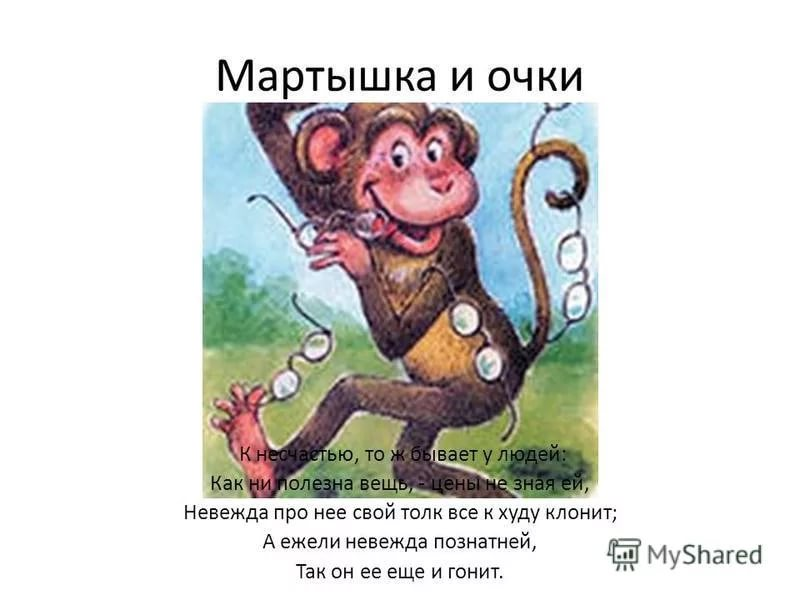 Мартышка и очки
К несчастью, то ж бывает у людей:
Как ни полезна вещь, - цены не зная ей,
Невежда про нее свой толк все к худу клонит;
А ежели невежда познатней,
Так он ее еще и гонит.
MyShared